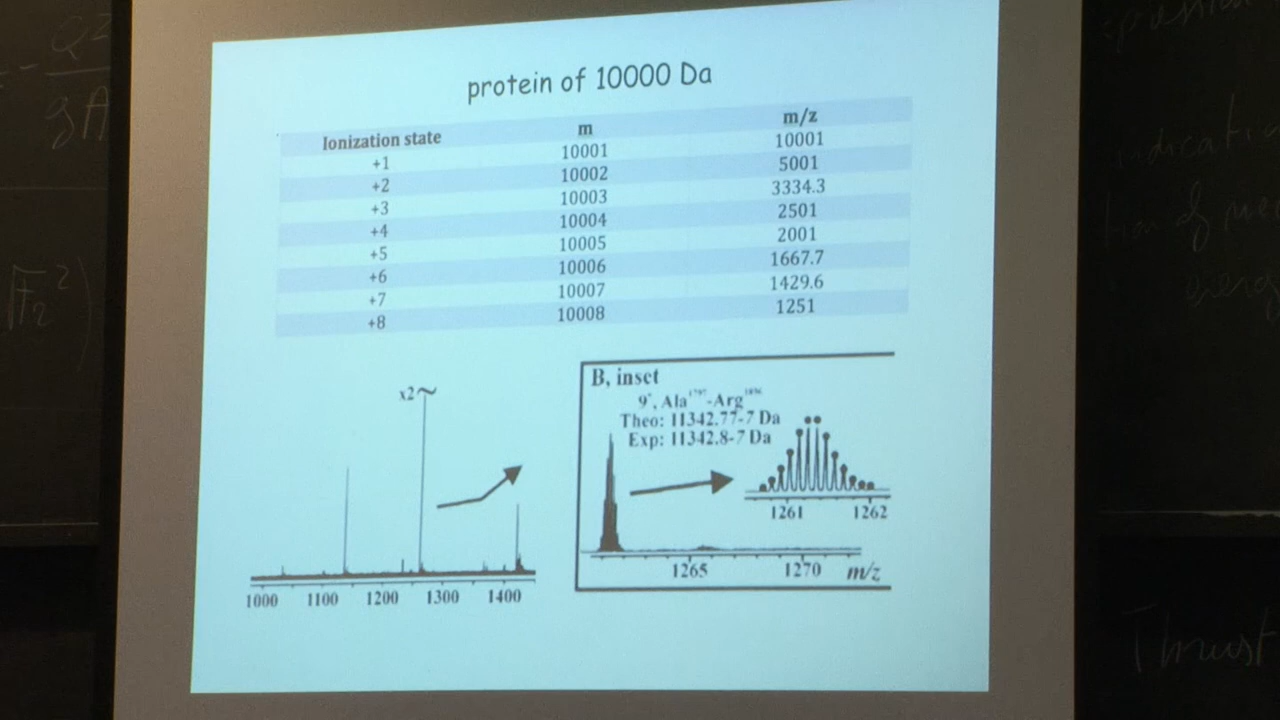 protein of 10000 Da
Ionization state m m/z
+1 10001 10001
+2 10002 5001
+3 10003 3334.3
+4 10004 2501
+5 10005 2001
+6 10006 1667.7
+7 10007 1429.6
+8 10008 1251
x2
1000 1100 1200 1300 1400
B, inset
9+, Ala -Arg
Theo: 11342.77-7 Da
Exp: 11342.8-7 Da
1261 1262
1265 1270 m/z
Thrust